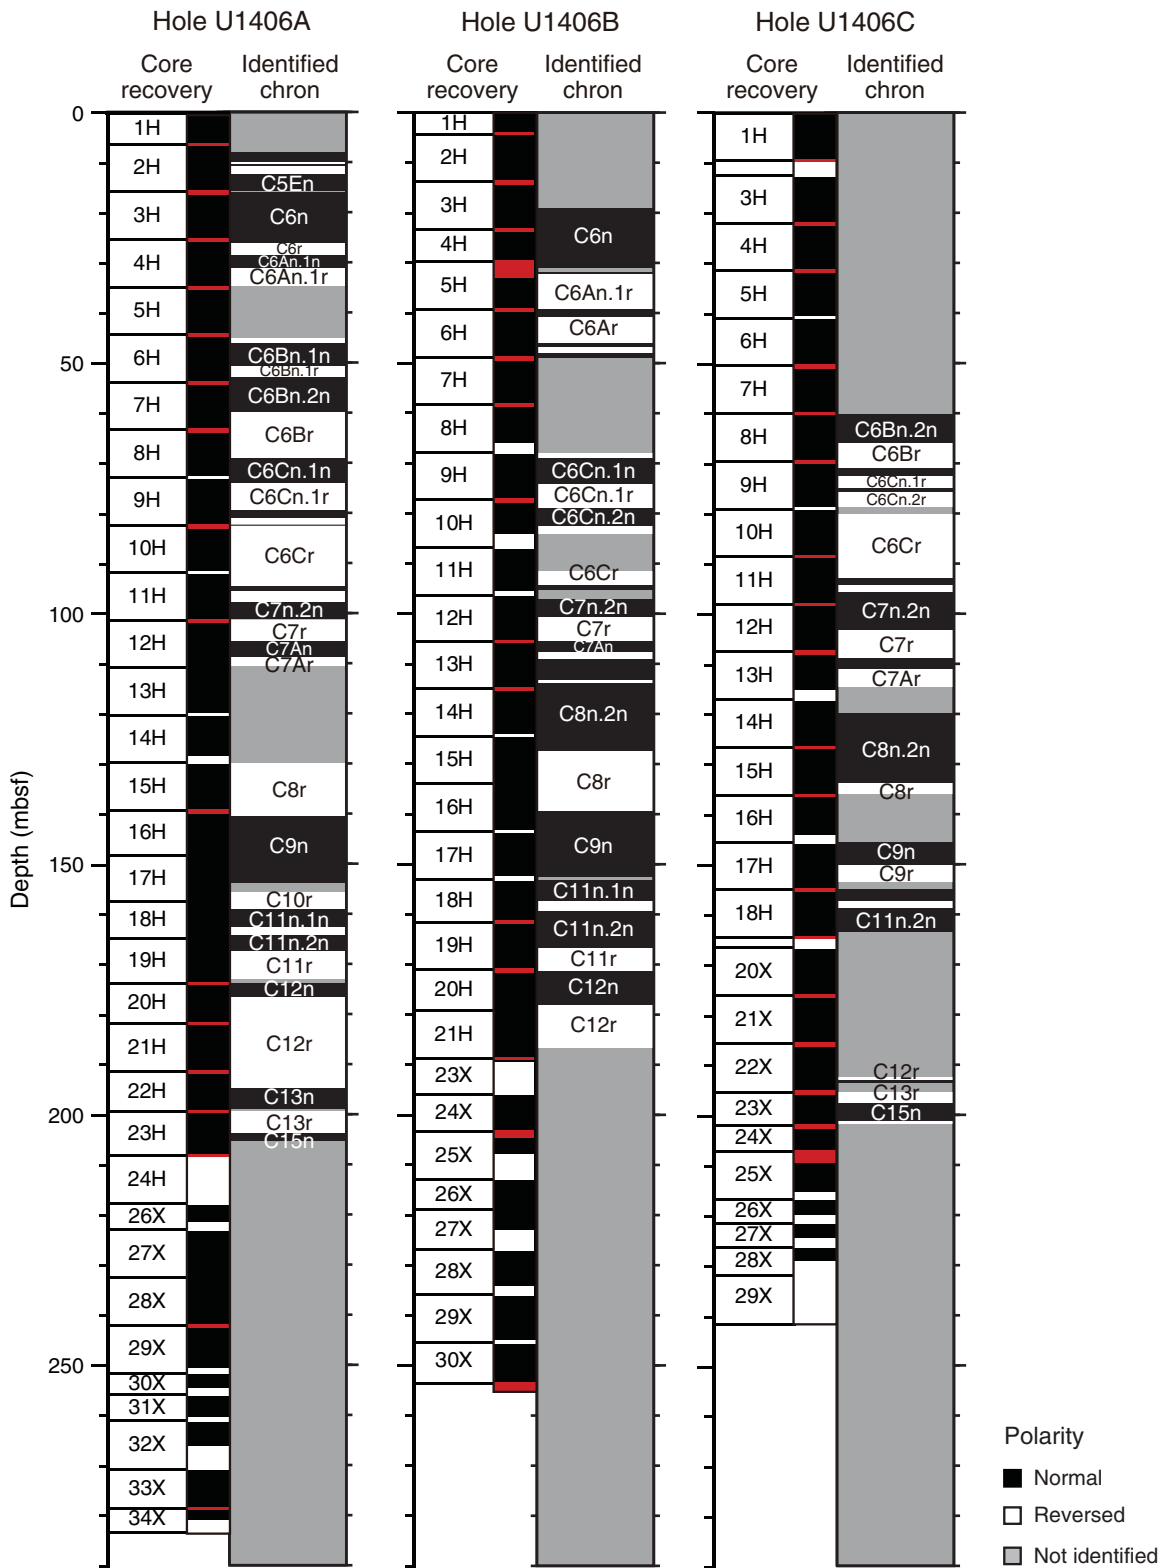 Hole U1406A
Hole U1406B
Hole U1406C
Core recovery
Identified chron
Core recovery
Identified chron
Core recovery
Identified chron
Depth (mbsf)
0
50
100
150
200
250
1H
2H
3H
4H
5H
6H
7H
8H
9H
10H
11H
12H
13H
14H
15H
16H
17H
18H
19H
20H
21H
22H
23H
24H
26X
27X
28X
29X
30X
31X
32X
33X
34X
C5En
C6n
C6r
C6An.1n
C6An.1r
C6Bn.1n
C6Bn.1r
C6Bn.2n
C6Br
C6Cn.1n
C6Cn.1r
C6Cr
C7n.2n
C7r
C7An
C7Ar
C8r
C9n
C10r
C11n.1n
C11n.2n
C11r
C12n
C12r
C13n
C13r
C15n
1H
2H
3H
4H
5H
6H
7H
8H
9H
10H
11H
12H
13H
14H
15H
16H
17H
18H
19H
20H
21H
23X
24X
25X
26X
27X
28X
29X
30X
C6n
C6An.1r
C6Ar
C6Cn.1n
C6Cn.1r
C6Cn.2n
C6Cr
C7n.2n
C7r
C7An
C8n.2n
C8r
C9n
C11n.1n
C11n.2n
C11r
C12n
C12r
1H
3H
4H
5H
6H
7H
8H
9H
10H
11H
12H
13H
14H
15H
16H
17H
18H
20X
21X
22X
23X
24X
25X
26X
27X
28X
29X
C6Bn.2n
C6Br
C6Cn.1r
C6Cn.2r
C6Cr
C7n.2n
C7r
C7Ar
C8n.2n
C8r
C9n
C9r
C11n.2n
C12r
C13r
C15n
Polarity
Normal
Reversed
Not identified